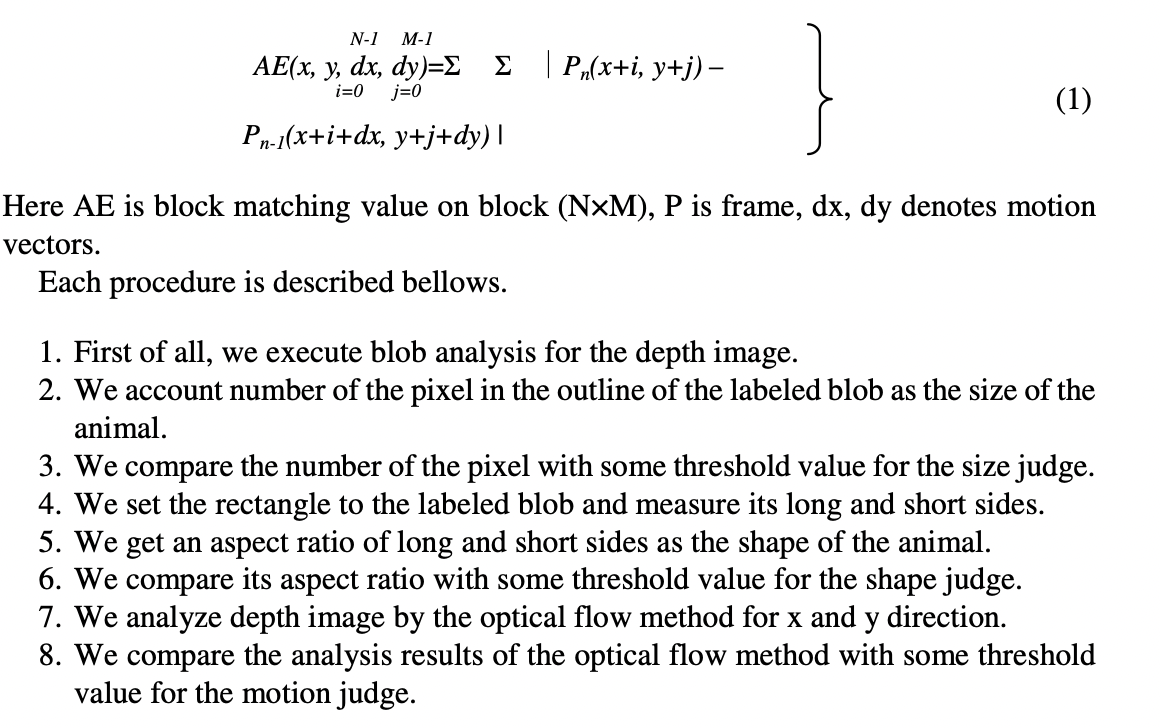 N-1 M-1
AE(x, y, dx, dy)=Σ Σ | Pn(x+i, y+j) –
i=0 j=0
(1)
Pn-1(x+i+dx, y+j+dy) |
Here AE is block matching value on block (N×M), P is frame, dx, dy denotes motion
vectors.
Each procedure is described bellows.
1. First of all, we execute blob analysis for the depth image.
2. We account number of the pixel in the outline of the labeled blob as the size of the
animal.
3. We compare the number of the pixel with some threshold value for the size judge.
4. We set the rectangle to the labeled blob and measure its long and short sides.
5. We get an aspect ratio of long and short sides as the shape of the animal.
6. We compare its aspect ratio with some threshold value for the shape judge.
7. We analyze depth image by the optical flow method for x and y direction.
8. We compare the analysis results of the optical flow method with some threshold
value for the motion judge.